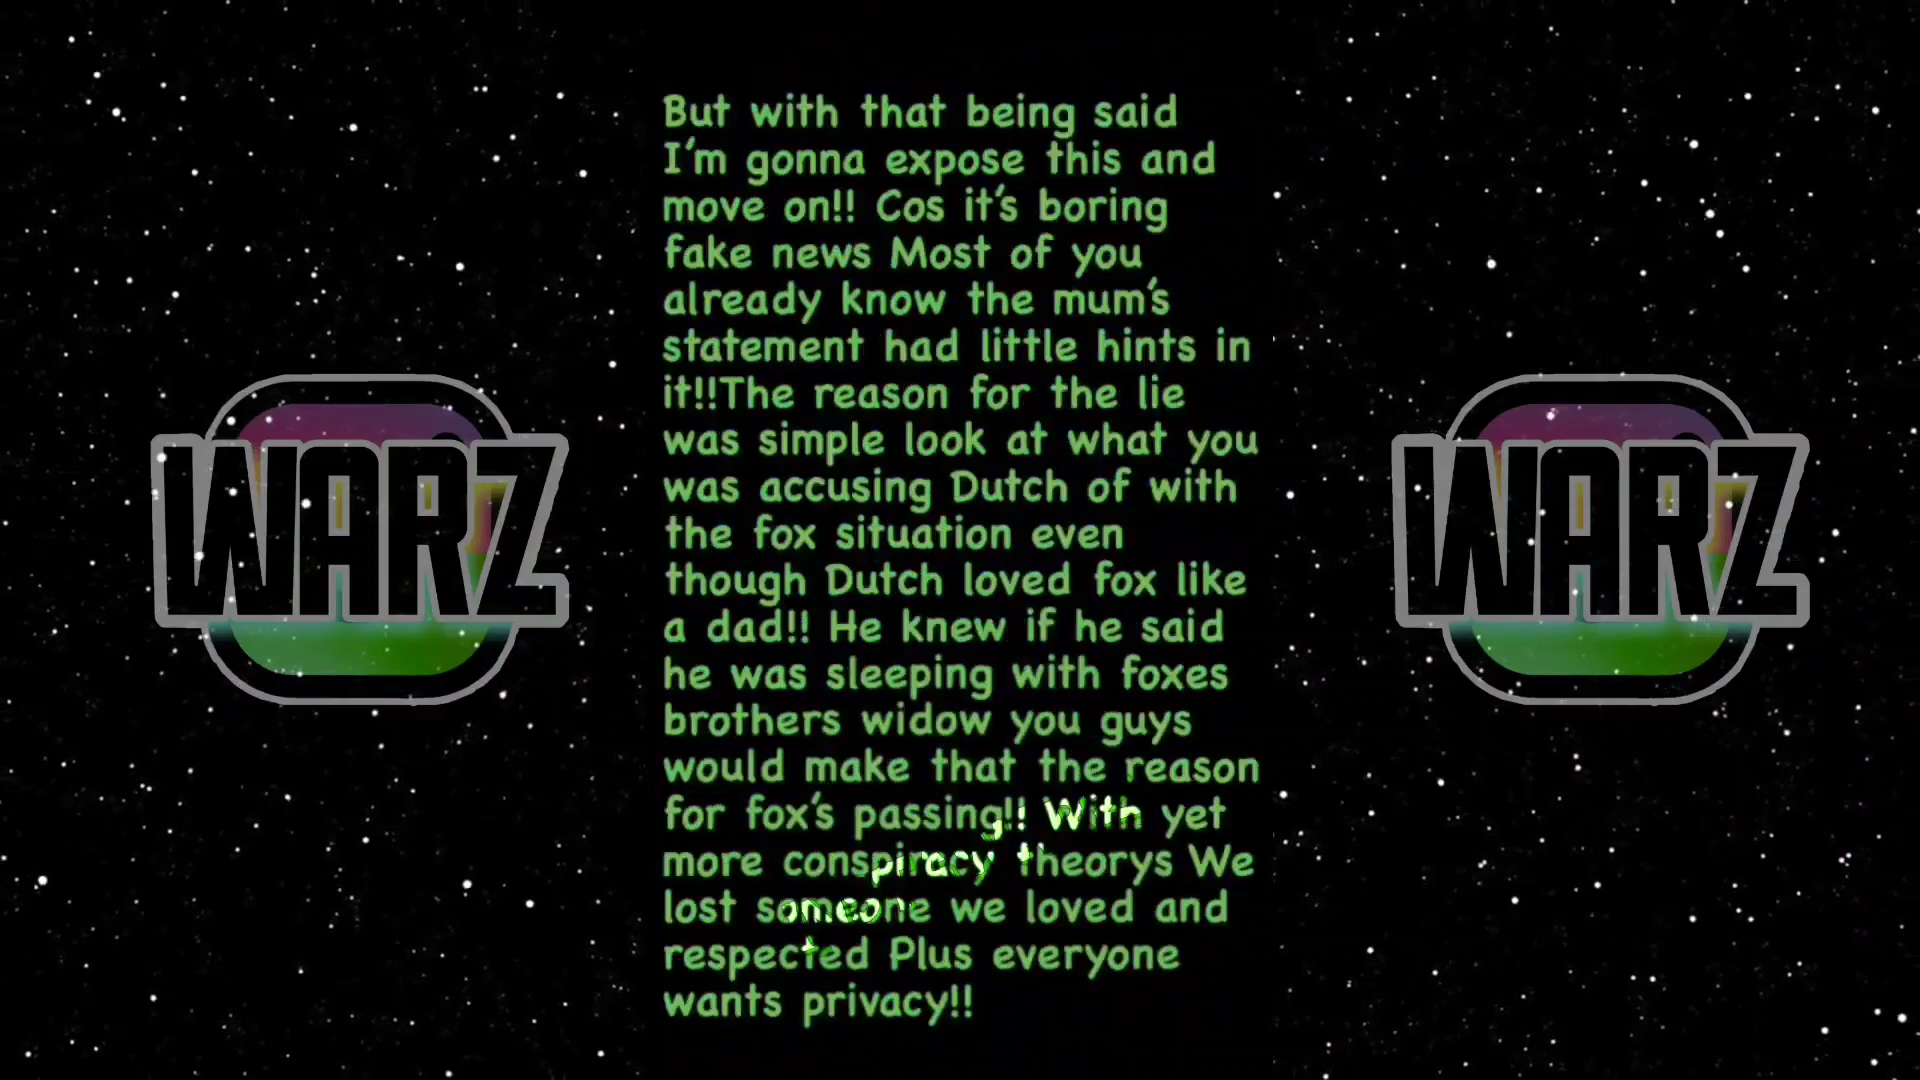 But with that being said
I'm gonna expose this and
move on!! Cos it's boring
fake news Most of you
already know the mum's
statement had little hints in
it!!The reason for the lie
was simple look at what you
was accusing Dutch of with
the fox situation even
though Dutch loved fox like
a dad!! He knew if he said
he was sleeping with foxes
brothers widow you guys
would make that the reason
for fox's passing!! With yet
more conspiracy theorys We
lost someone we loved and
respected Plus everyone
wants privacy!!
WARZ
WARZ